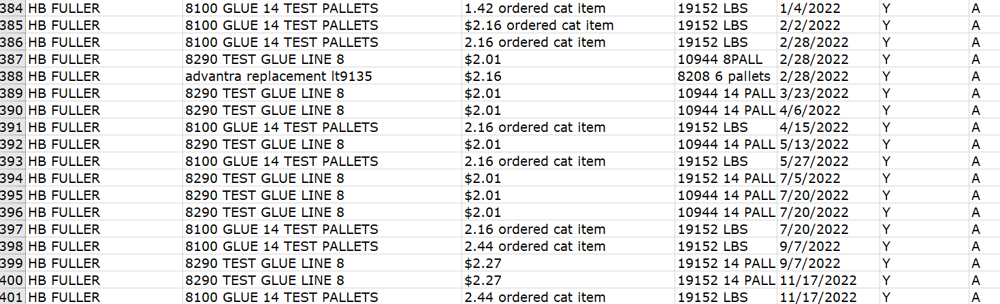 384 HB FULLER 8100 GLUE 14 TEST PALLETS 1.42 ordered cat item 19152 LBS 1/4/2022 Y A
385 HB FULLER 8100 GLUE 14 TEST PALLETS $2.16 ordered cat item 19152 LBS 2/2/2022 Y A
386 HB FULLER 8100 GLUE 14 TEST PALLETS 2.16 ordered cat item 19152 LBS 2/28/2022 Y A
387 HB FULLER 8290 TEST GLUE LINE 8 $2.01 10944 8PALL 2/28/2022 Y A
388 HB FULLER advantra replacement lt9135 $2.16 8208 6 pallets 2/28/2022 Y A
389 HB FULLER 8290 TEST GLUE LINE 8 $2.01 10944 14 PALL 3/23/2022 Y A
390 HB FULLER 8290 TEST GLUE LINE 8 $2.01 10944 14 PALL 4/6/2022 Y A
391 HB FULLER 8100 GLUE 14 TEST PALLETS 2.16 ordered cat item 19152 LBS 4/15/2022 Y A
392 HB FULLER 8290 TEST GLUE LINE 8 $2.01 10944 14 PALL 5/13/2022 Y A
393 HB FULLER 8100 GLUE 14 TEST PALLETS 2.16 ordered cat item 19152 LBS 5/27/2022 Y A
394 HB FULLER 8290 TEST GLUE LINE 8 $2.01 19152 14 PALL 7/5/2022 Y A
395 HB FULLER 8290 TEST GLUE LINE 8 $2.01 10944 14 PALL 7/20/2022 Y A
396 HB FULLER 8290 TEST GLUE LINE 8 $2.01 10944 14 PALL 7/20/2022 Y A
397 HB FULLER 8100 GLUE 14 TEST PALLETS 2.16 ordered cat item 19152 LBS 7/20/2022 Y A
398 HB FULLER 8100 GLUE 14 TEST PALLETS 2.44 ordered cat item 19152 LBS 9/7/2022 Y A
399 HB FULLER 8290 TEST GLUE LINE 8 $2.27 19152 14 PALL 9/7/2022 Y A
400 HB FULLER 8290 TEST GLUE LINE 8 $2.27 19152 14 PALL 11/17/2022 Y A
401 HB FULLER 8100 GLUE 14 TEST PALLETS 2.44 ordered cat item 19152 LBS 11/17/2022 Y A